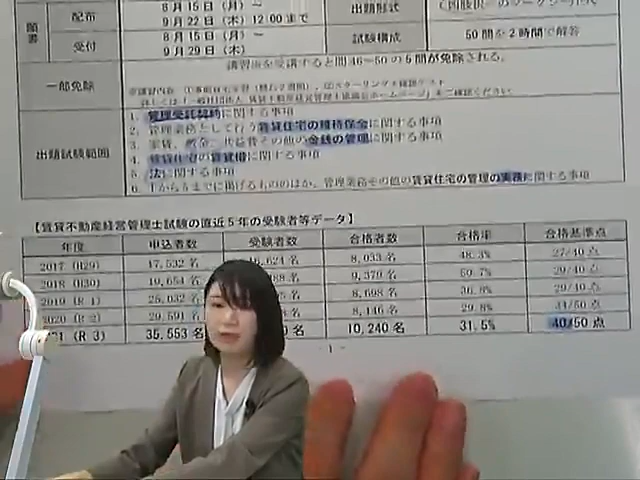 願書 配布 8月15日（月）～
9月22日（木）12:00まで
出題形式
受付 8月15日（月）～
9月29日（木）
試験構成 50問を2時間で解答
一部免除 講習を受講すると問46～50の5問が免除される。
出題試験範囲
1. 管理受託契約に関する事項
2. 管理業務として行う賃貸住宅の維持保全に関する事項
3. 家賃、敷金、共益費その他の金銭の管理に関する事項
4. 賃貸住宅の賃貸借に関する事項
5. 法に関する事項
6. 1から5までに掲げるもののほか、管理業務その他の賃貸住宅の管理の実務に関する事項
【賃貸不動産経営管理士試験の直近5年の受験者等データ】
年度 申込者数 受験者数 合格者数 合格率 合格基準点
2017（H29） 17,532名 16,624名 8,033名 48.3% 27/40点
2018（H30） 19,654名 9,379名 50.7% 29/40点
2019（R1） 8,698名 36.8% 29/40点
2020（R2） 29,591名 8,146名 29.8% 34/50点
（R3） 35,553名 10,240名 31.5% 40/50点
- 1 -